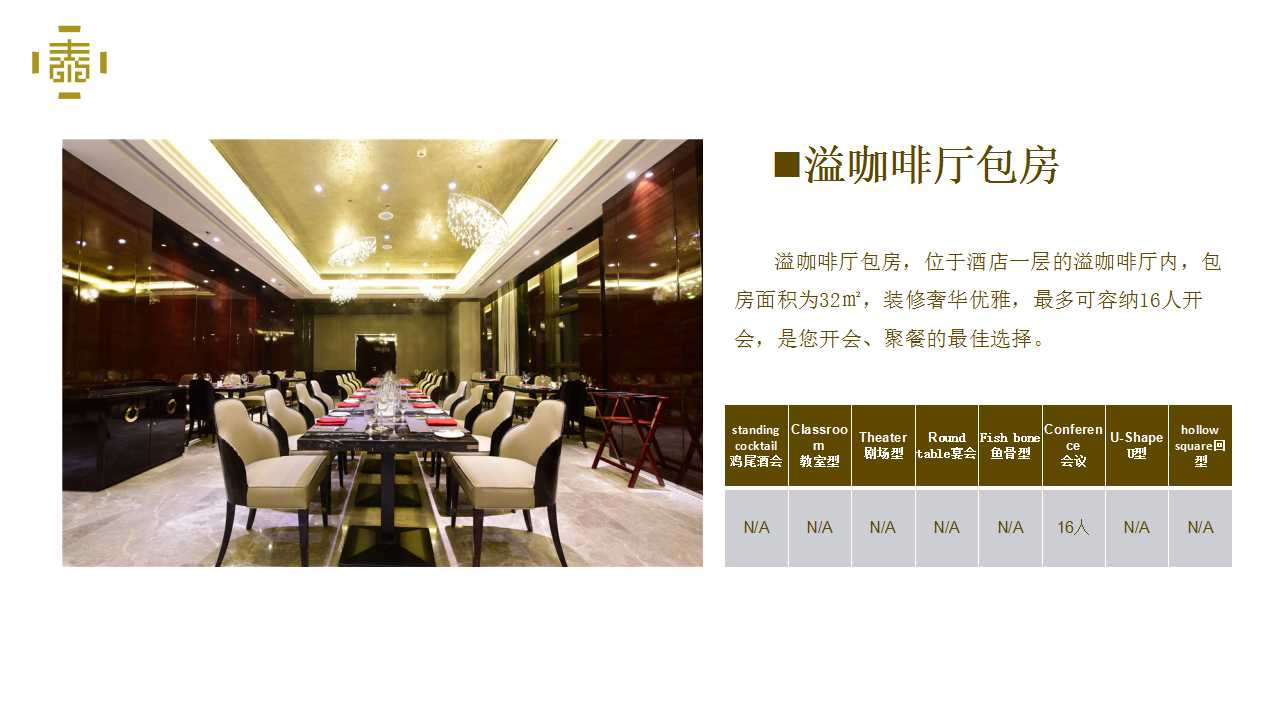 ■溢咖啡厅包房
溢咖啡厅包房，位于酒店一层的溢咖啡厅内，包
房面积为32㎡，装修奢华优雅，最多可容纳16人开
会，是您开会、聚餐的最佳选择。
standing
cocktail
鸡尾酒会
Classroo
m
教室型
Theater
剧场型
Round
table宴会
Fish bone
鱼骨型
Conferen
ce
会议
U-Shape
U型
hollow
square回
型
N/A
N/A
N/A
N/A
N/A
16人
N/A
N/A